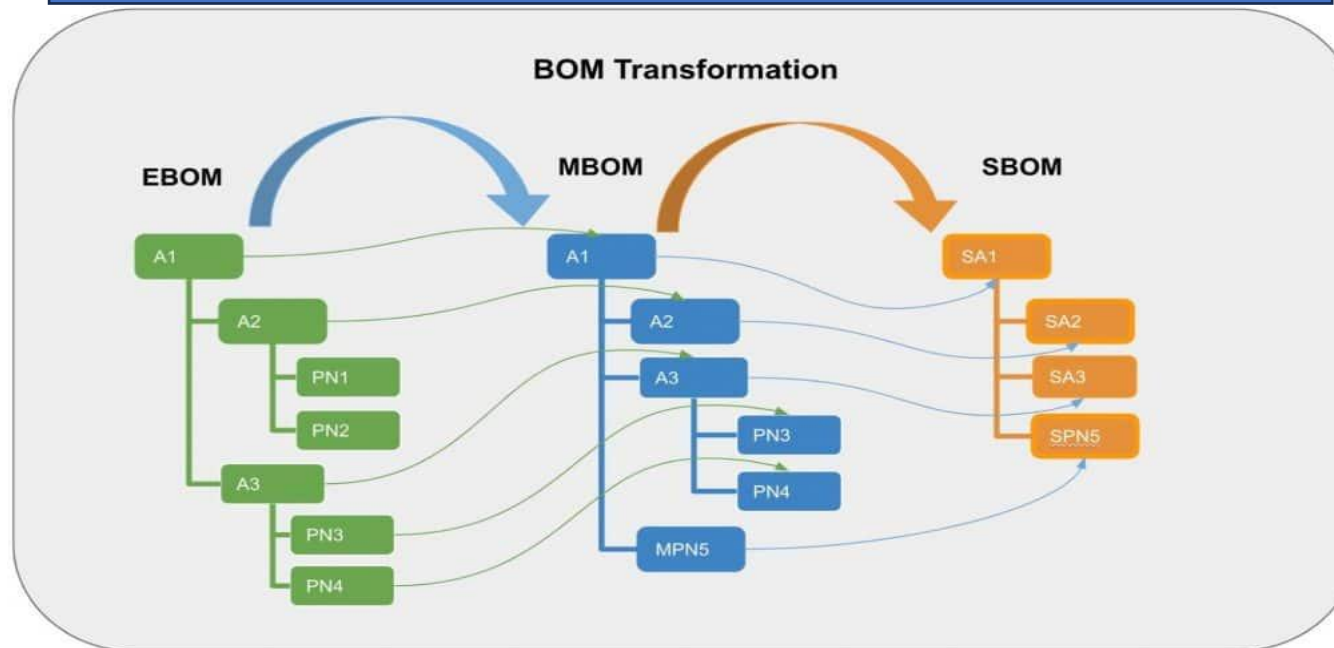 BOM Transformation
EBOM
MBOM
SBOM
A1
A2
PN1
PN2
A3
PN3
PN4
A1
A2
A3
PN3
PN4
MPN5
SA1
SA2
SA3
SPN5